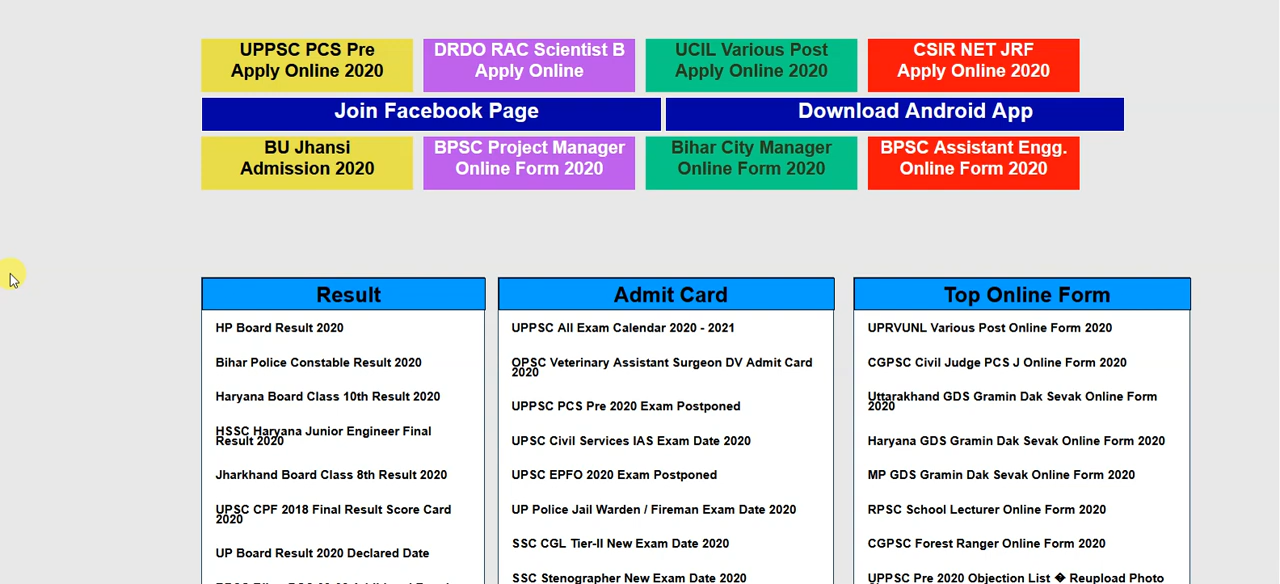 UPPSC PCS Pre
Apply Online 2020
DRDO RAC Scientist B
Apply Online
UCIL Various Post
Apply Online 2020
CSIR NET JRF
Apply Online 2020
Join Facebook Page
Download Android App
BU Jhansi
Admission 2020
BPSC Project Manager
Online Form 2020
Bihar City Manager
Online Form 2020
BPSC Assistant Engg.
Online Form 2020
Result
HP Board Result 2020
Bihar Police Constable Result 2020
Haryana Board Class 10th Result 2020
HSSC Haryana Junior Engineer Final
Result 2020
Jharkhand Board Class 8th Result 2020
UPSC CPF 2018 Final Result Score Card
2020
UP Board Result 2020 Declared Date
Admit Card
UPPSC All Exam Calendar 2020 - 2021
OPSC Veterinary Assistant Surgeon DV Admit Card
2020
UPPSC PCS Pre 2020 Exam Postponed
UPSC Civil Services IAS Exam Date 2020
UPSC EPFO 2020 Exam Postponed
UP Police Jail Warden / Fireman Exam Date 2020
SSC CGL Tier-II New Exam Date 2020
SSC Stenographer New Exam Date 2020
Top Online Form
UPRVUNL Various Post Online Form 2020
CGPSC Civil Judge PCS J Online Form 2020
Uttarakhand GDS Gramin Dak Sevak Online Form
2020
Haryana GDS Gramin Dak Sevak Online Form 2020
MP GDS Gramin Dak Sevak Online Form 2020
RPSC School Lecturer Online Form 2020
CGPSC Forest Ranger Online Form 2020
UPPSC Pre 2020 Objection List � Reupload Photo